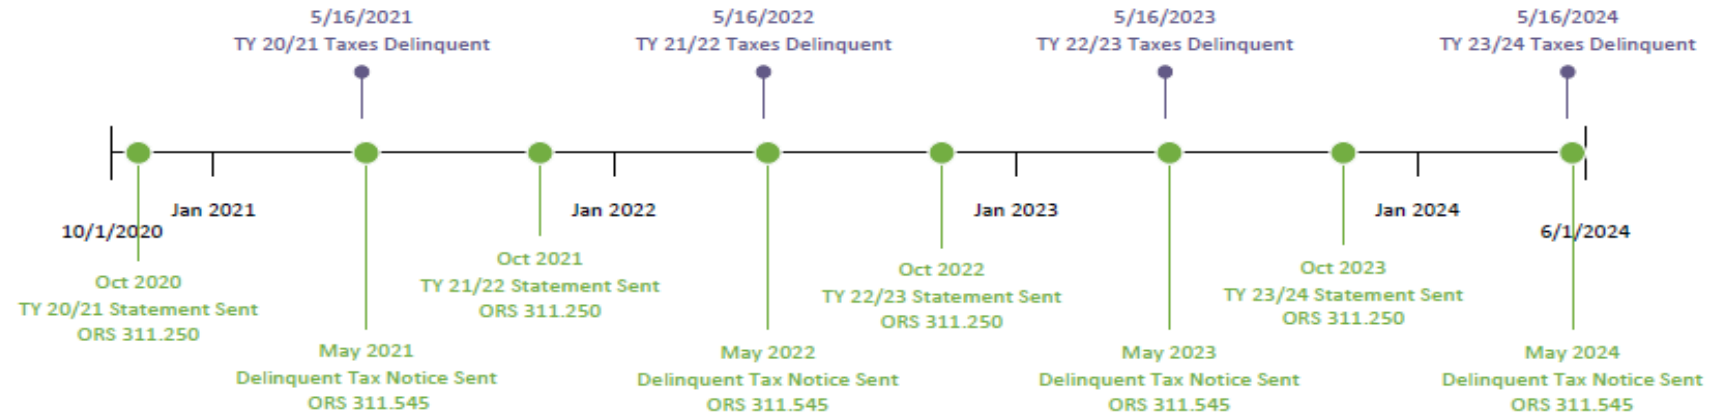 5/16/2021
TY 20/21 Taxes Delinquent
5/16/2022
TY 21/22 Taxes Delinquent
5/16/2023
TY 22/23 Taxes Delinquent
5/16/2024
TY 23/24 Taxes Delinquent
Jan 2021
Jan 2022
Jan 2023
Jan 2024
10/1/2020
6/1/2024
Oct 2020
TY 20/21 Statement Sent
ORS 311.250
Oct 2021
TY 21/22 Statement Sent
ORS 311.250
Oct 2022
TY 22/23 Statement Sent
ORS 311.250
Oct 2023
TY 23/24 Statement Sent
ORS 311.250
May 2021
Delinquent Tax Notice Sent
ORS 311.545
May 2022
Delinquent Tax Notice Sent
ORS 311.545
May 2023
Delinquent Tax Notice Sent
ORS 311.545
May 2024
Delinquent Tax Notice Sent
ORS 311.545